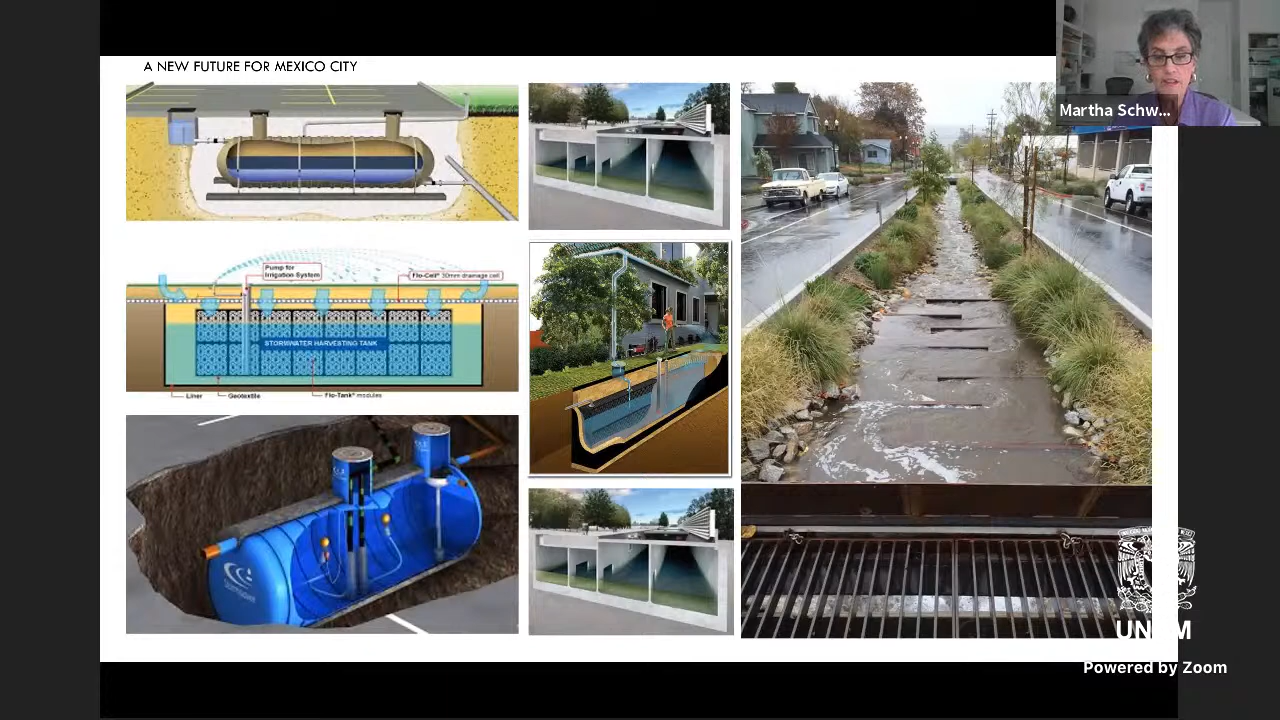 A NEW FUTURE FOR MEXICO CITY
Martha Schw...
Pump for
Irrigation System
Flo-Cell® 30mm drainage cell
STORMWATER HARVESTING TANK
Liner
Geotextile
Flo-Tank® modules
UNAM
Powered by Zoom